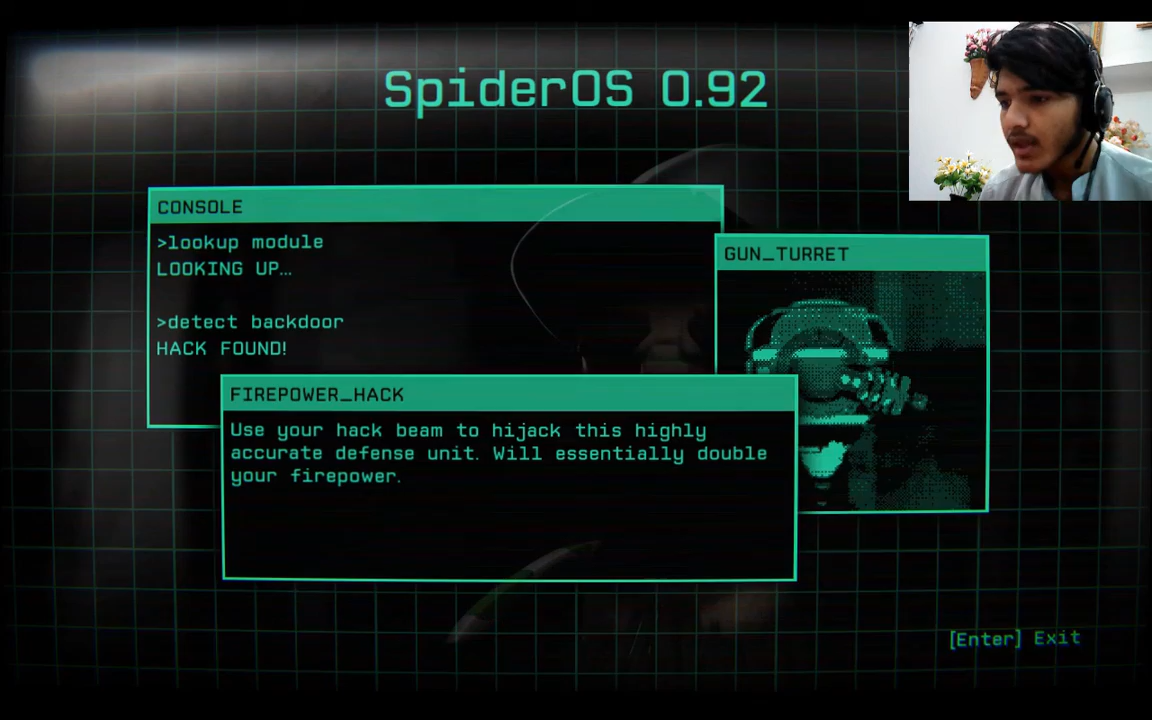 SpiderOS 0.92
CONSOLE
>lookup module
LOOKING UP...
>detect backdoor
HACK FOUND!
GUN_TURRET
FIREPOWER_HACK
Use your hack beam to hijack this highly
accurate defense unit. Will essentially double
your firepower.
[Enter] Exit